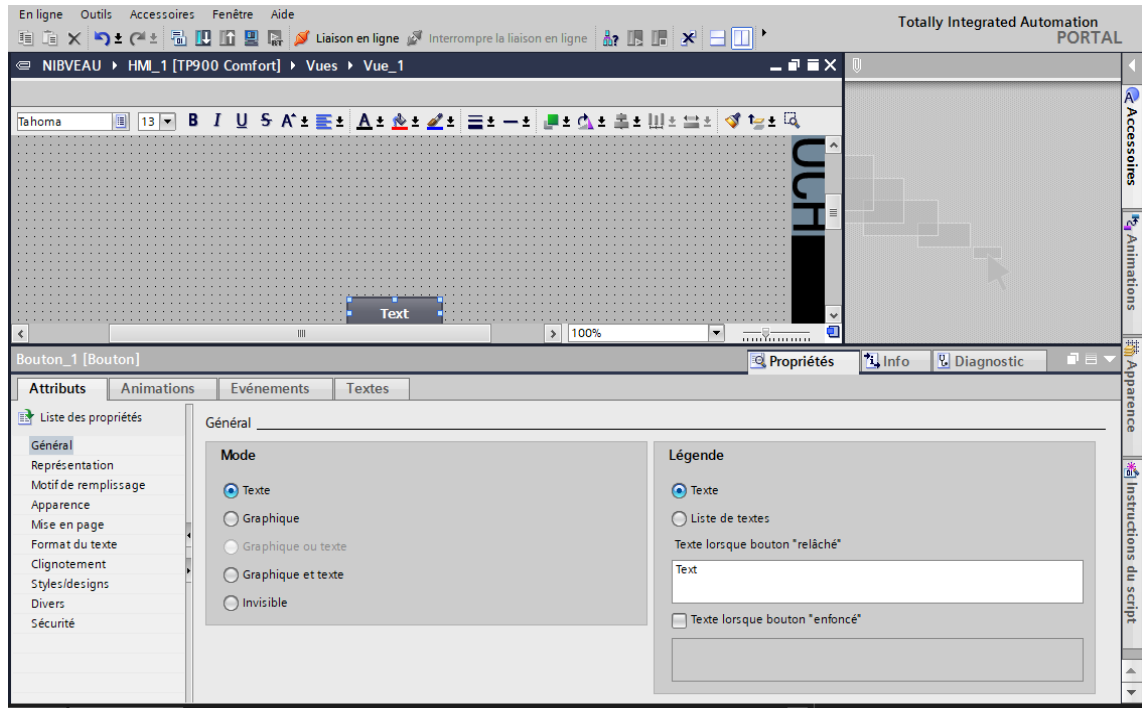 En ligne Outils Accessoires Fenêtre Aide
Totally Integrated Automation
PORTAL
Liaison en ligne Interrompre la liaison en ligne
NIBVEAU HMI_1 [TP900 Comfort] Vues Vue_1
Tahoma 13 B I U S A A
UCH
Text
100%
Accessoires
Animations
Apparence
Instructions du script
Bouton_1 [Bouton]
Propriétés Info Diagnostic
Attributs Animations Evénements Textes
Liste des propriétés
Général
Représentation
Motif de remplissage
Apparence
Mise en page
Format du texte
Clignotement
Styles/designs
Divers
Sécurité
Général
Mode
Texte
Graphique
Graphique ou texte
Graphique et texte
Invisible
Légende
Texte
Liste de textes
Texte lorsque bouton "relâché"
Text
Texte lorsque bouton "enfoncé"